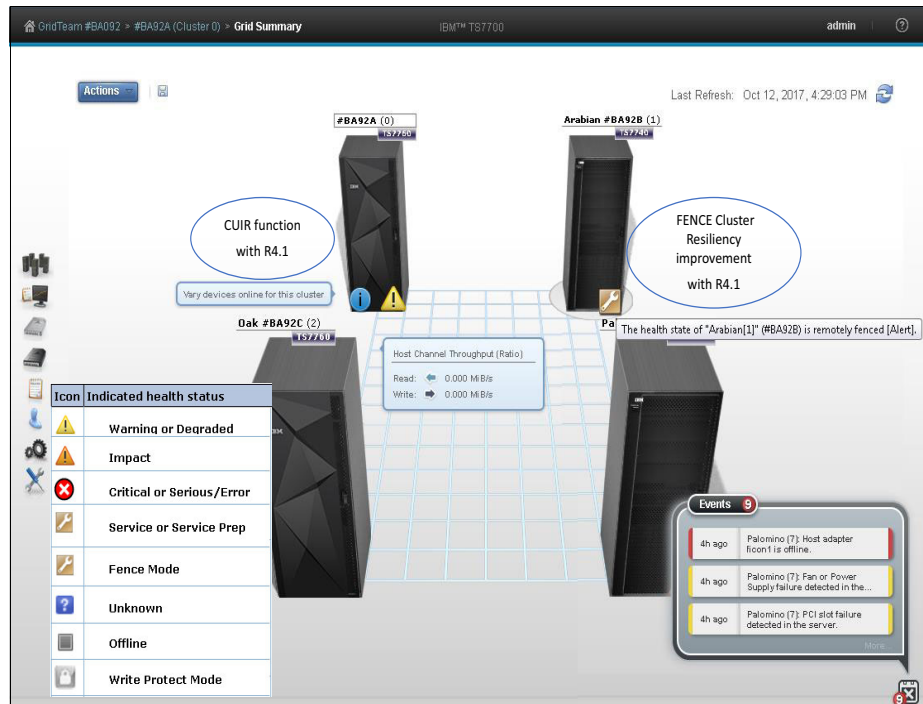 GridTeam #BA092 > #BA92A (Cluster 0) > Grid Summary
IBM™ TS7700
admin
Actions
Last Refresh: Oct 12, 2017, 4:29:03 PM
#BA92A (0)
TS7760
Arabian #BA92B (1)
TS7740
CUIR function
with R4.1
FENCE Cluster
Resiliency
improvement
with R4.1
Vary devices online for this cluster
Oak #BA92C (2)
TS7760
Pa
The health state of "Arabian[1]" (#BA92B) is remotely fenced [Alert].
Host Channel Throughput (Ratio)
Read: 0.000 MiB/s
Write: 0.000 MiB/s
Icon Indicated health status
Warning or Degraded
Impact
Critical or Serious/Error
Service or Service Prep
Fence Mode
Unknown
Offline
Write Protect Mode
Events 9
4h ago
Palomino (7): Host adapter
ficon1 is offline.
4h ago
Palomino (7): Fan or Power
Supply failure detected in the...
4h ago
Palomino (7): PCI slot failure
detected in the server.
More...
9